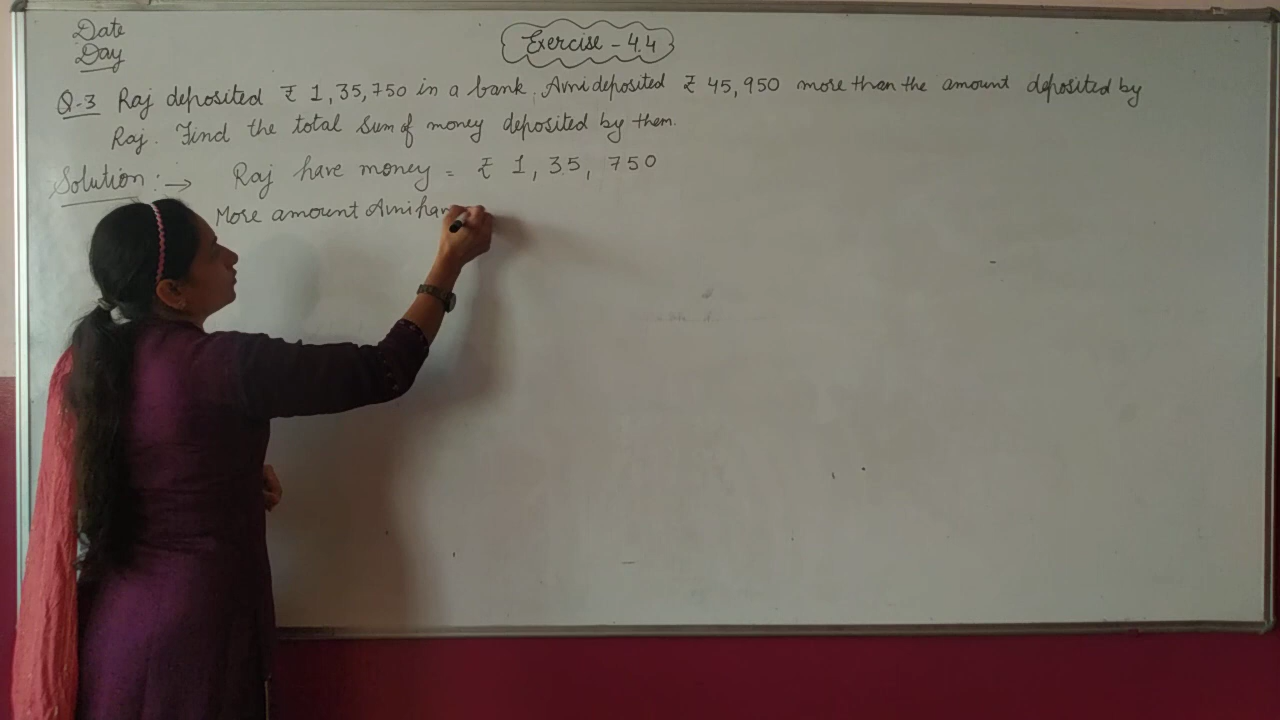 Date
Day
Exercise - 4.4
Q-3 Raj deposited ₹ 1,35,750 in a bank. Avni deposited ₹ 45,950 more than the amount deposited by
Raj. Find the total sum of money deposited by them.
Solution:→ Raj have money = ₹ 1,35,750
More amount Avni hav